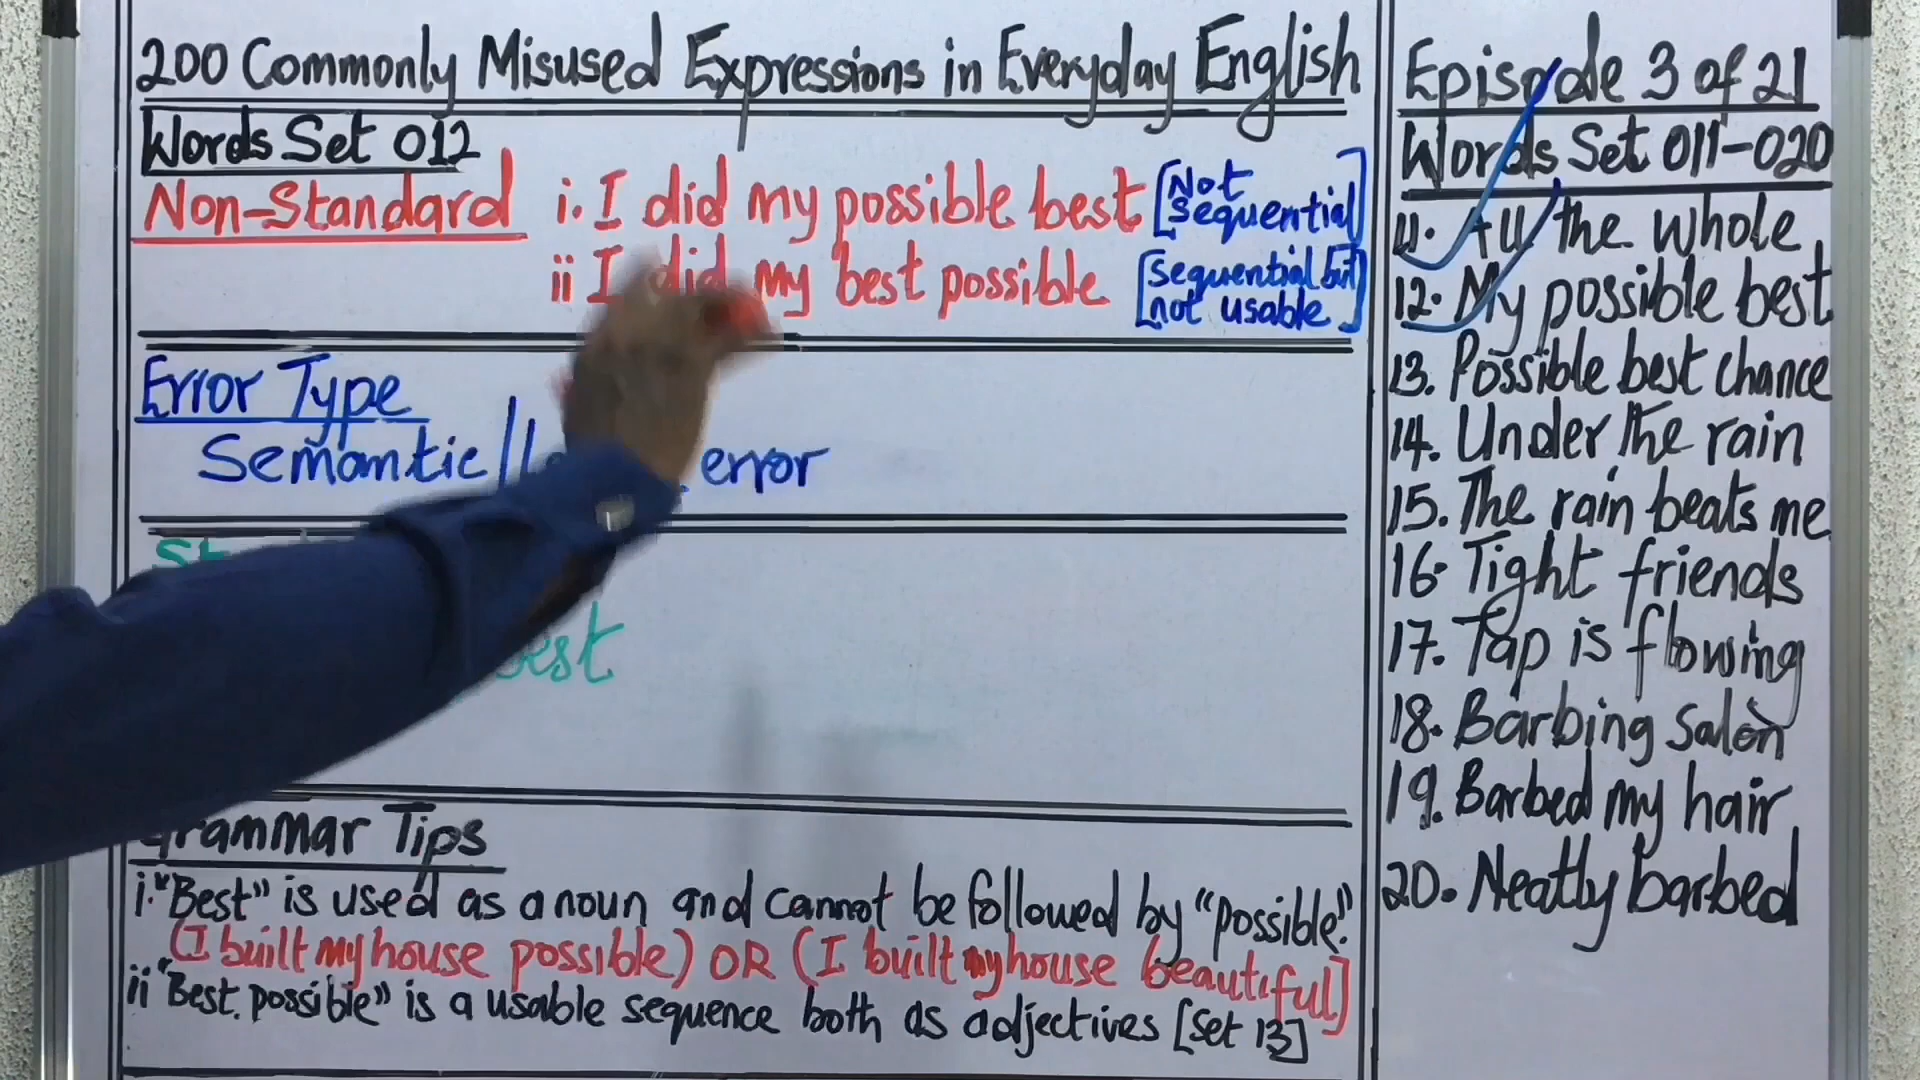 200 Commonly Misused Expressions in Everyday English
Words Set 012
Non-Standard
i. I did my possible best [Not sequential]
ii I did my best possible [sequential but not usable]
Error Type
Semantic/ error
Grammar Tips
i. "Best" is used as a noun and cannot be followed by "possible."
(I built my house possible) OR (I built my house beautiful]
ii "Best possible" is a usable sequence both as adjectives [Set 13]
Episode 3 of 21
Words Set 011-020
11. All the whole
12. My possible best
13. Possible best chance
14. Under the rain
15. The rain beats me
16. Tight friends
17. Tap is flowing
18. Barbing salon
19. Barbed my hair
20. Neatly barbed